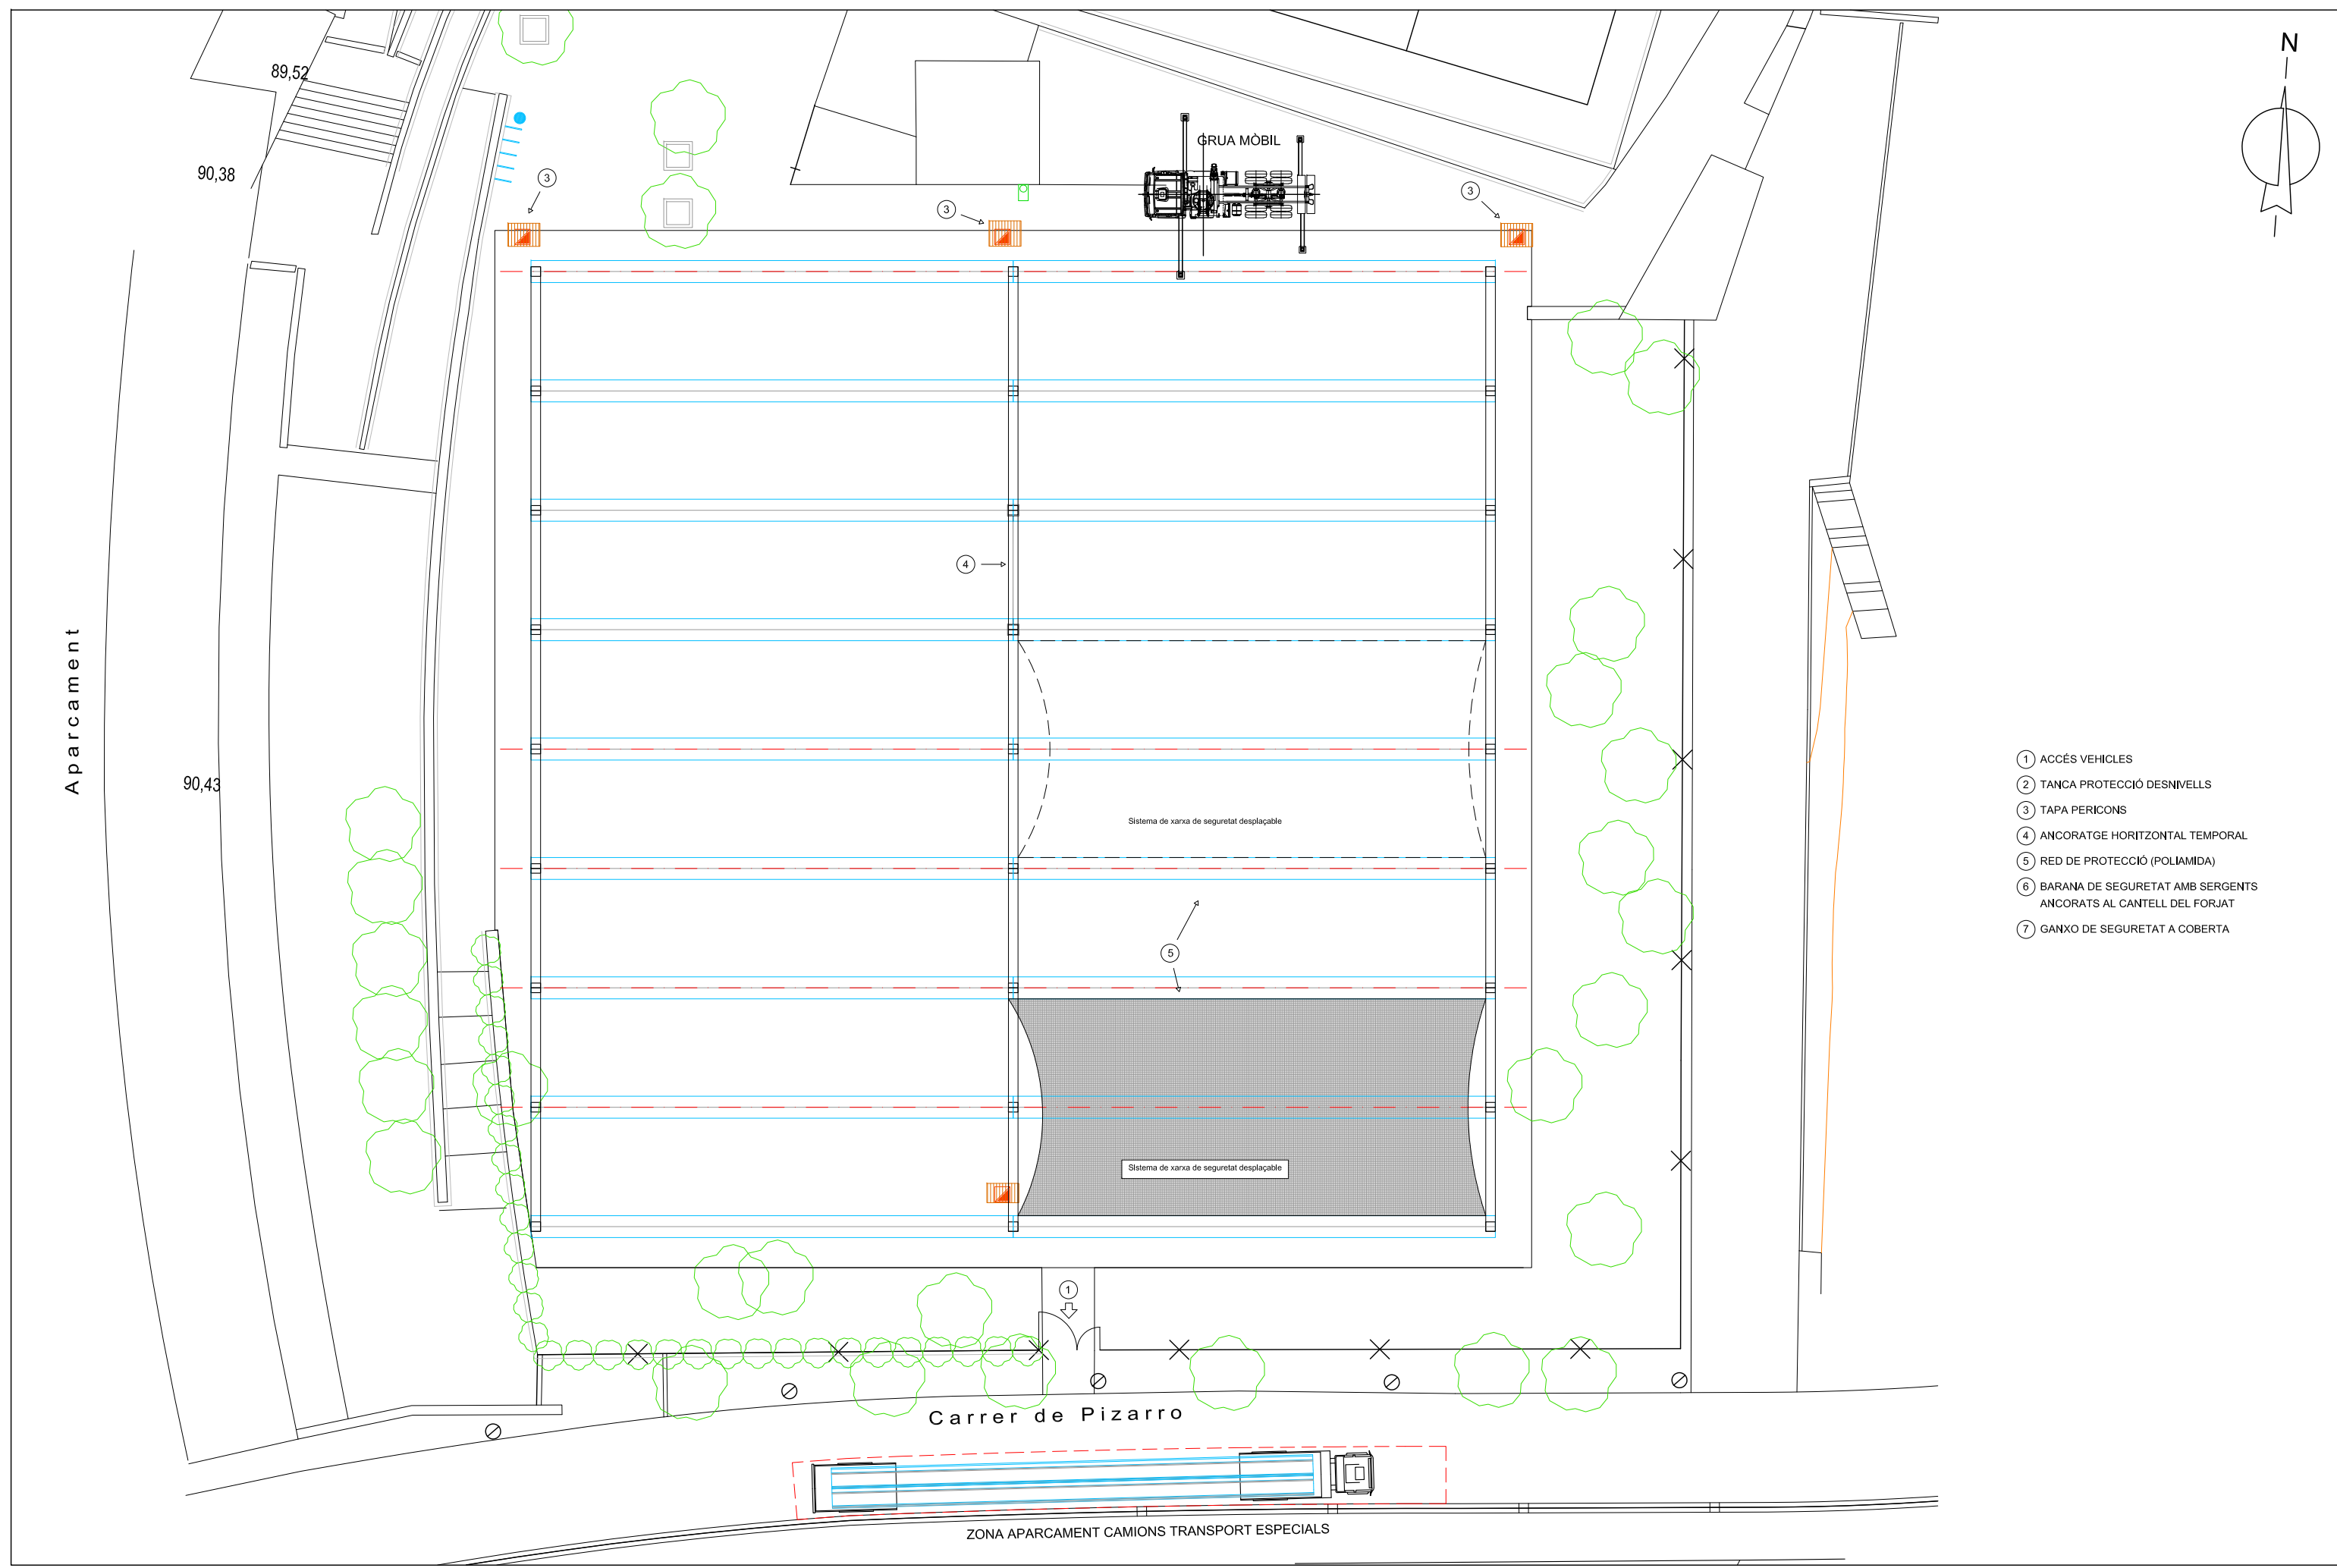 N
89,52
GRUA MÒBIL
90,38
3
3
3
4
Aparcament
1 ACCÉS VEHICLES
90,43
2 TANCA PROTECCIÓ DESNIVELLS
3 TAPA PERICONS
Sistema de xarxa de seguretat desplaçable
4 ANCORATGE HORITZONTAL TEMPORAL
5 RED DE PROTECCIÓ (POLIAMIDA)
6 BARANA DE SEGURETAT AMB SERGENTS
ANCORATS AL CANTELL DEL FORJAT
7 GANXO DE SEGURETAT A COBERTA
5
Sistema de xarxa de seguretat desplaçable
1
Carrer de Pizarro
ZONA APARCAMENT CAMIONS TRANSPORT ESPECIALS